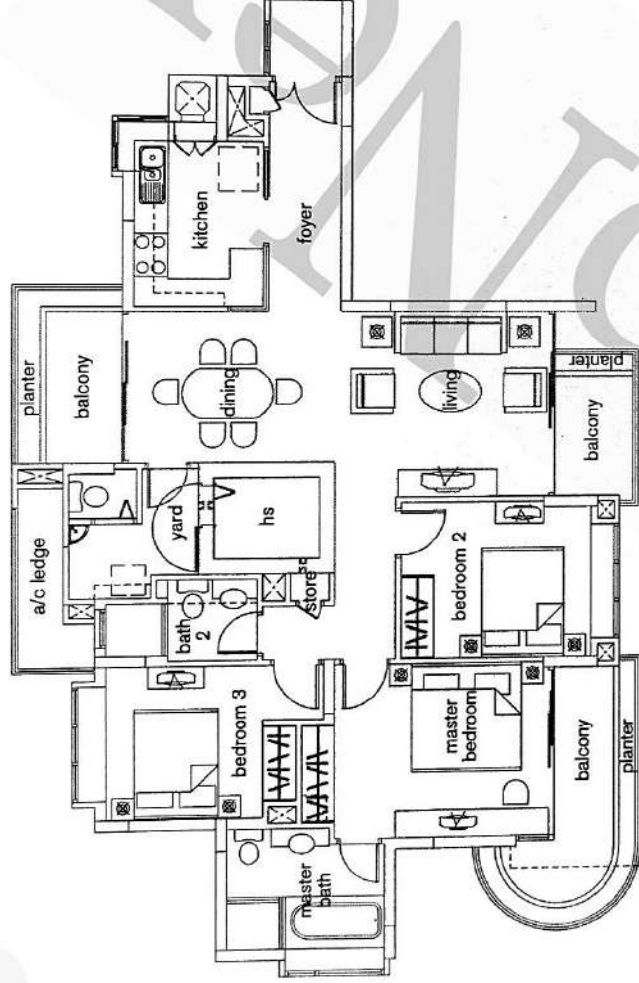 planter
balcony
kitchen
foyer
dining
living
planter
balcony
a/c ledge
yard
hs
store
bath
2
bedroom 2
bedroom 3
master
bedroom
balcony
planter
master
bath